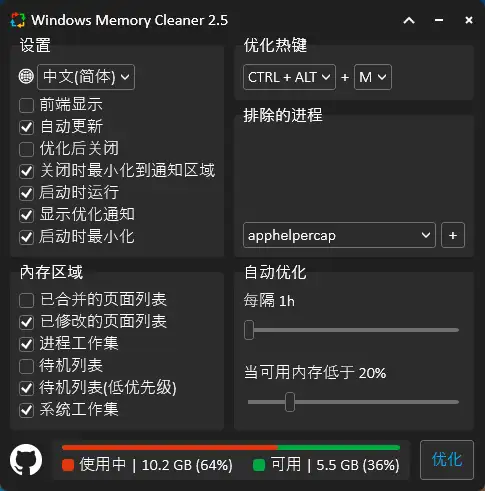 Windows Memory Cleaner 2.5
设置
中文(简体)
前端显示
自动更新
优化后关闭
关闭时最小化到通知区域
启动时运行
显示优化通知
启动时最小化
优化热键
CTRL + ALT + M
排除的进程
apphelpercap +
内存区域
已合并的页面列表
已修改的页面列表
进程工作集
待机列表
待机列表(低优先级)
系统工作集
自动优化
每隔 1h
当可用内存低于 20%
使用中 | 10.2 GB (64%) 可用 | 5.5 GB (36%)
优化